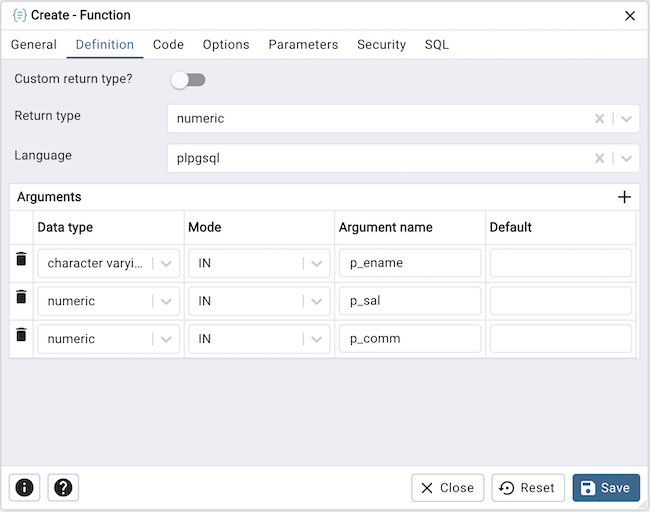 Create - Function
General Definition Code Options Parameters Security SQL
Custom return type?
Return type numeric
Language plpgsql
Arguments
Data type Mode Argument name Default
character varyi... IN p_ename
numeric IN p_sal
numeric IN p_comm
Close Reset Save